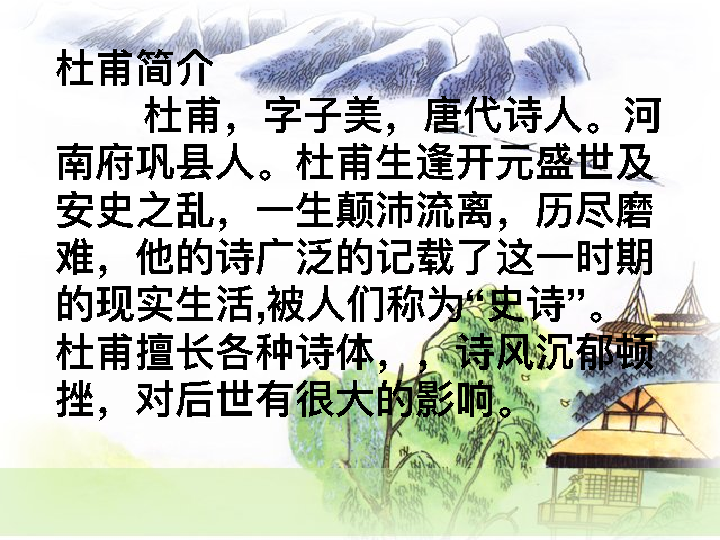 杜甫简介
杜甫，字子美，唐代诗人。河
南府巩县人。杜甫生逢开元盛世及
安史之乱，一生颠沛流离，历尽磨
难，他的诗广泛的记载了这一时期
的现实生活,被人们称为“史诗”。
杜甫擅长各种诗体，，诗风沉郁顿
挫，对后世有很大的影响。